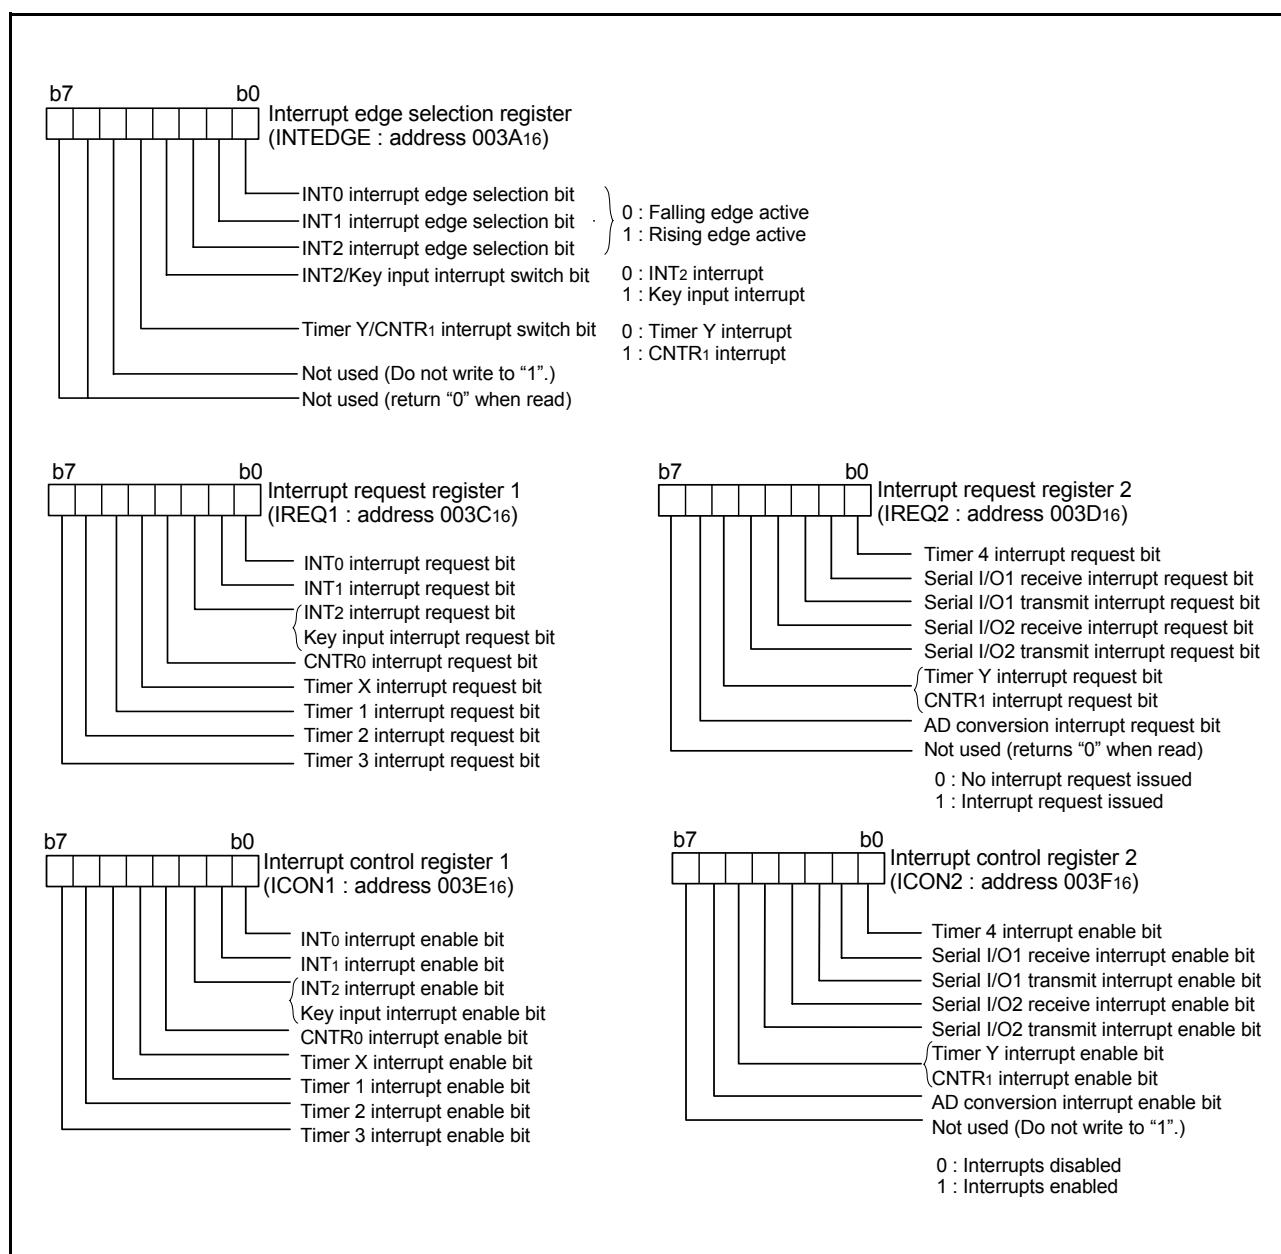 b7 b0
Interrupt edge selection register
(INTEDGE : address 003A16)
INT0 interrupt edge selection bit
INT1 interrupt edge selection bit
INT2 interrupt edge selection bit
0 : Falling edge active
1 : Rising edge active
INT2/Key input interrupt switch bit
0 : INT2 interrupt
1 : Key input interrupt
Timer Y/CNTR1 interrupt switch bit
0 : Timer Y interrupt
1 : CNTR1 interrupt
Not used (Do not write to “1”.)
Not used (return “0” when read)
b7 b0
Interrupt request register 1
(IREQ1 : address 003C16)
INT0 interrupt request bit
INT1 interrupt request bit
INT2 interrupt request bit
Key input interrupt request bit
CNTR0 interrupt request bit
Timer X interrupt request bit
Timer 1 interrupt request bit
Timer 2 interrupt request bit
Timer 3 interrupt request bit
b7 b0
Interrupt request register 2
(IREQ2 : address 003D16)
Timer 4 interrupt request bit
Serial I/O1 receive interrupt request bit
Serial I/O1 transmit interrupt request bit
Serial I/O2 receive interrupt request bit
Serial I/O2 transmit interrupt request bit
Timer Y interrupt request bit
CNTR1 interrupt request bit
AD conversion interrupt request bit
Not used (returns “0” when read)
0 : No interrupt request issued
1 : Interrupt request issued
b7 b0
Interrupt control register 1
(ICON1 : address 003E16)
INT0 interrupt enable bit
INT1 interrupt enable bit
INT2 interrupt enable bit
Key input interrupt enable bit
CNTR0 interrupt enable bit
Timer X interrupt enable bit
Timer 1 interrupt enable bit
Timer 2 interrupt enable bit
Timer 3 interrupt enable bit
b7 b0
Interrupt control register 2
(ICON2 : address 003F16)
Timer 4 interrupt enable bit
Serial I/O1 receive interrupt enable bit
Serial I/O1 transmit interrupt enable bit
Serial I/O2 receive interrupt enable bit
Serial I/O2 transmit interrupt enable bit
Timer Y interrupt enable bit
CNTR1 interrupt enable bit
AD conversion interrupt enable bit
Not used (Do not write to “1”.)
0 : Interrupts disabled
1 : Interrupts enabled